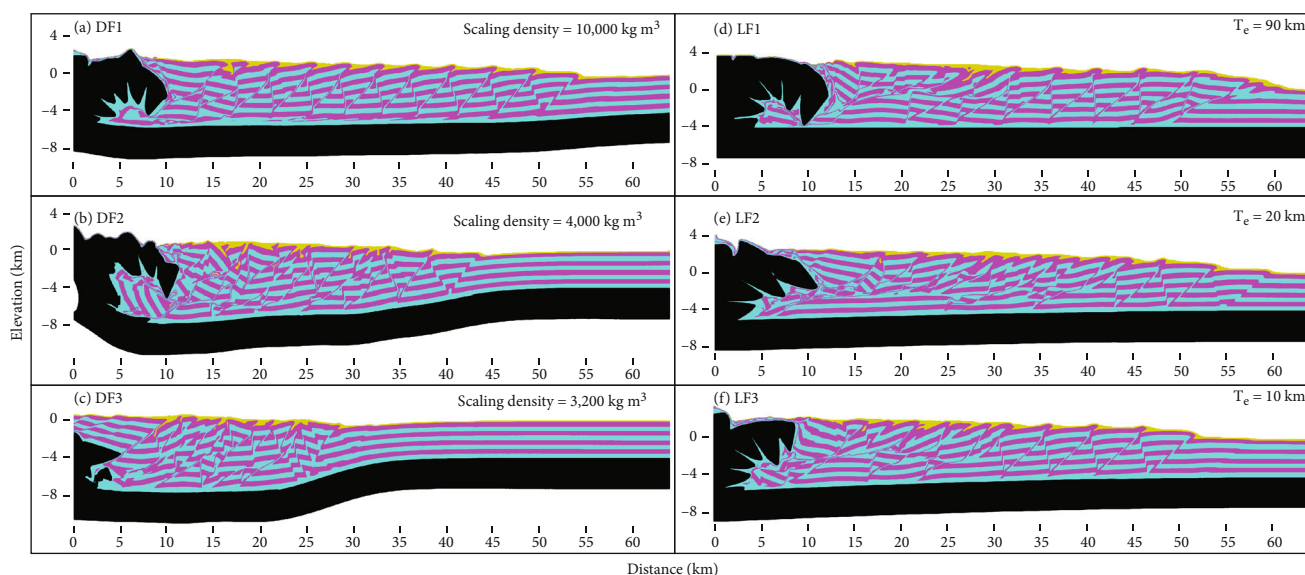 (a) DF1
Scaling density = 10,000 kg m³
4
0
−4
−8
0 5 10 15 20 25 30 35 40 45 50 55 60
(b) DF2
Scaling density = 4,000 kg m³
4
0
−4
−8
0 5 10 15 20 25 30 35 40 45 50 55 60
(c) DF3
Scaling density = 3,200 kg m³
0
−4
−8
0 5 10 15 20 25 30 35 40 45 50 55 60
Elevation (km)
(d) LF1
T_e = 90 km
4
0
−4
−8
0 5 10 15 20 25 30 35 40 45 50 55 60
(e) LF2
T_e = 20 km
4
0
−4
−8
0 5 10 15 20 25 30 35 40 45 50 55 60
(f) LF3
T_e = 10 km
4
0
−4
−8
0 5 10 15 20 25 30 35 40 45 50 55 60
Distance (km)